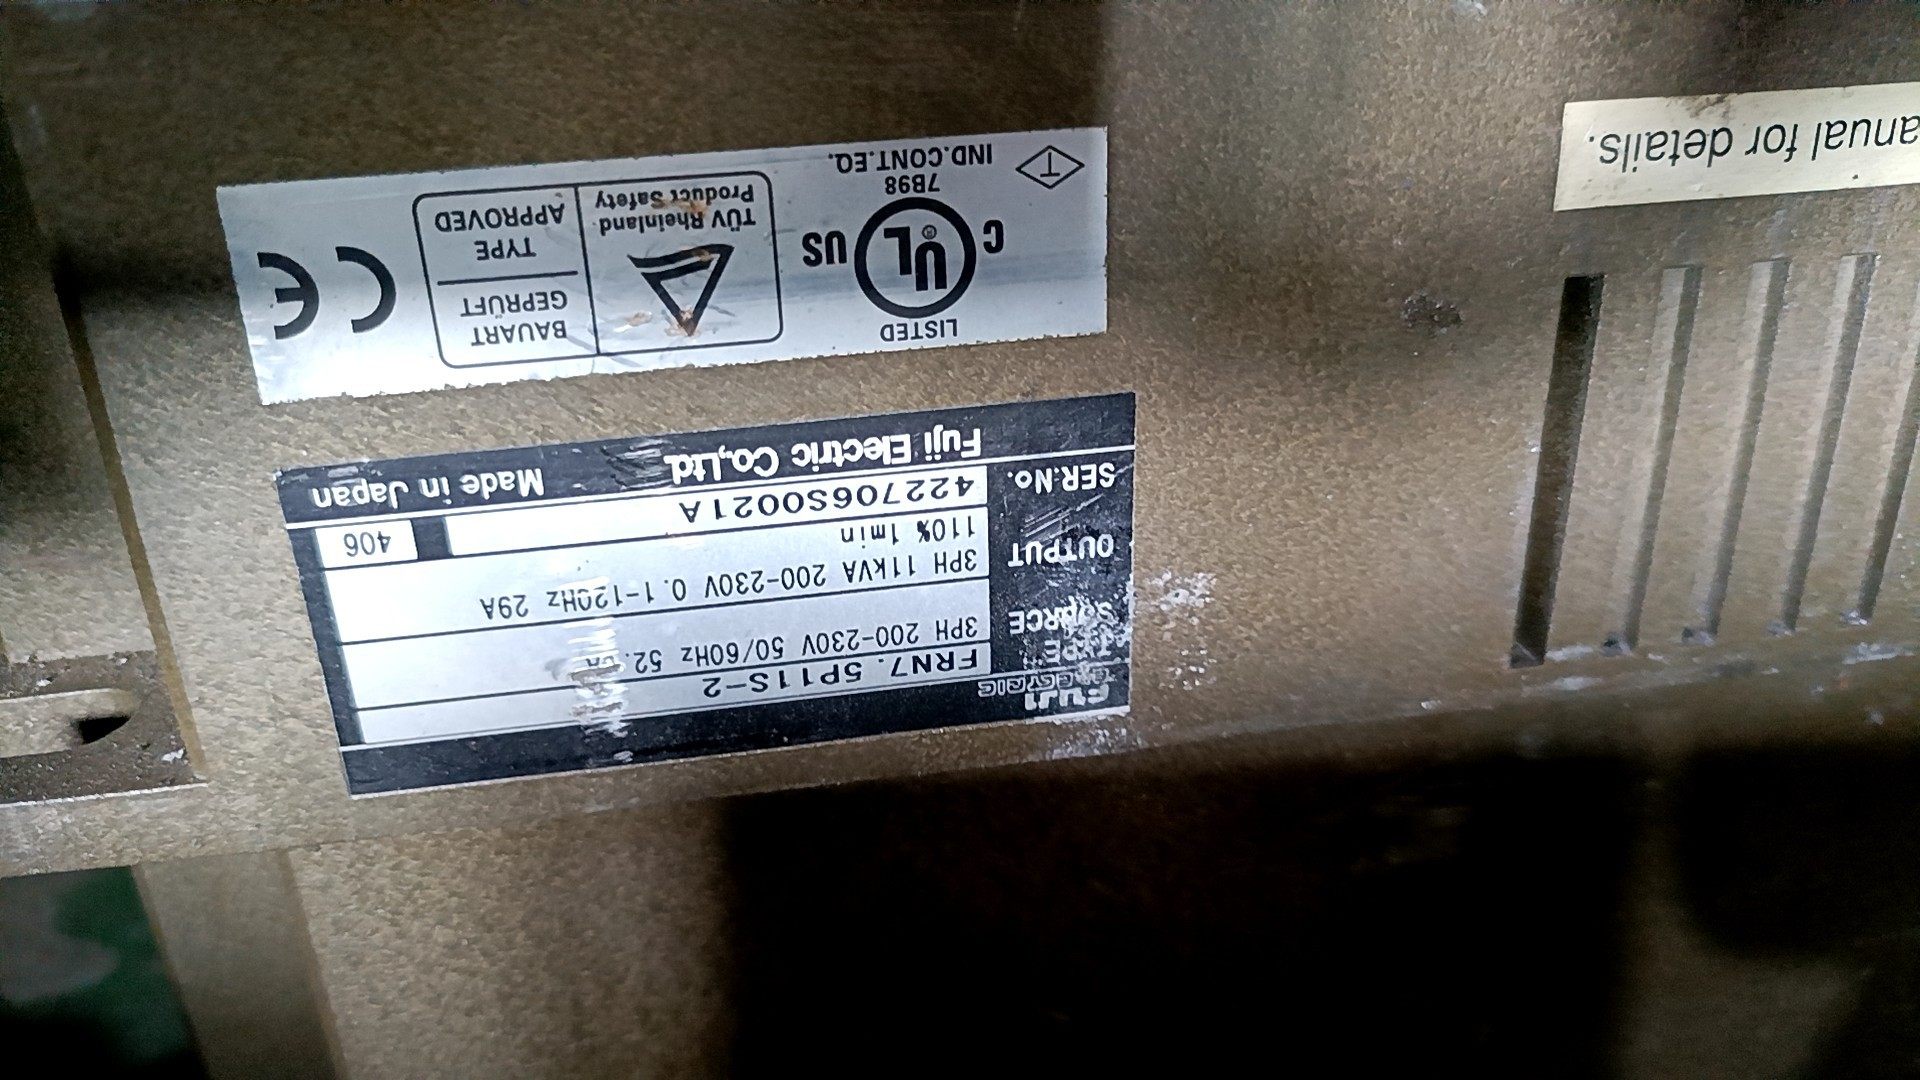 FUJI
ELECTRIC
TYPE FRN7.5P11S-2
SOURCE 3PH 200-230V 50/60Hz
OUTPUT 3PH 11kVA 200-230V 0.1-120Hz 29A
110% 1min
SER.No. 422706S0021A 406
Fuji Electric Co.,Ltd. Made in Japan
LISTED
C UL ® US
7B98
IND.CONT.EQ.
T
TÜV Rheinland
Product Safety
BAUART
GEPRÜFT
TYPE
APPROVED
CE
anual for details.